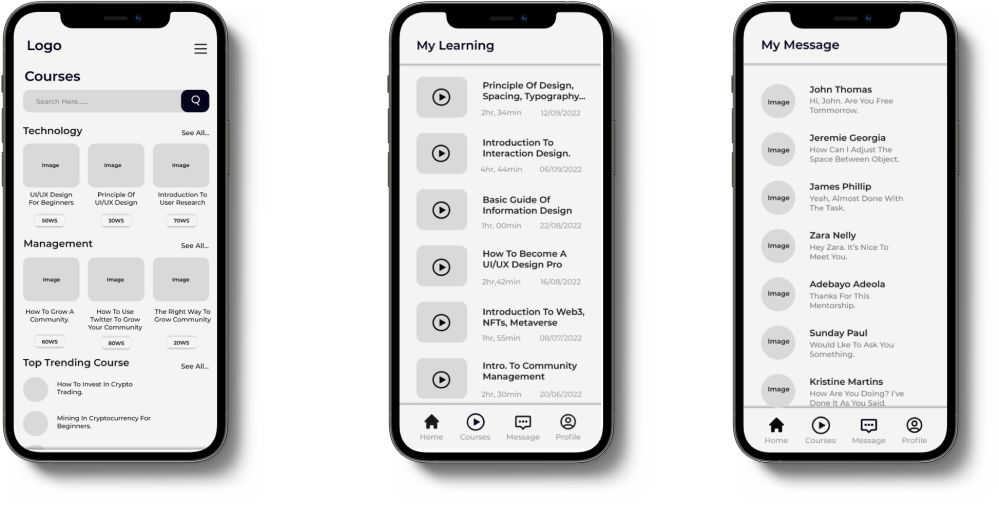 Logo
Courses
Search Here.....
Technology
See All...
Image
Image
Image
UI/UX Design
For Beginners
Principle Of
UI/UX Design
Introduction To
User Research
50WS
30WS
70WS
Management
See All...
Image
Image
Image
How To Grow A
Community.
How To Use
Twitter To Grow
Your Community
The Right Way To
Grow Community
60WS
80WS
20WS
Top Trending Course
See All...
How To Invest In Crypto
Trading.
Mining In Cryptocurrency For
Beginners.
My Learning
Principle Of Design,
Spacing, Typography...
2hr, 34min 12/09/2022
Introduction To
Interaction Design.
4hr, 44min 06/09/2022
Basic Guide Of
Information Design
1hr, 00min 22/08/2022
How To Become A
UI/UX Design Pro
2hr,42min 16/08/2022
Introduction To Web3,
NFTs, Metaverse
1hr, 55min 08/07/2022
Intro. To Community
Management
2hr, 30min 20/06/2022
Home Courses Message Profile
My Message
Image
John Thomas
Hi, John. Are You Free
Tommorrow.
Image
Jeremie Georgia
How Can I Adjust The
Space Between Object.
Image
James Phillip
Yeah, Almost Done With
The Task.
Image
Zara Nelly
Hey Zara. It's Nice To
Meet You.
Image
Adebayo Adeola
Thanks For This
Mentorship.
Image
Sunday Paul
Would Lke To Ask You
Something.
Image
Kristine Martins
How Are You Doing? I've
Done It As You Said.
Home Courses Message Profile